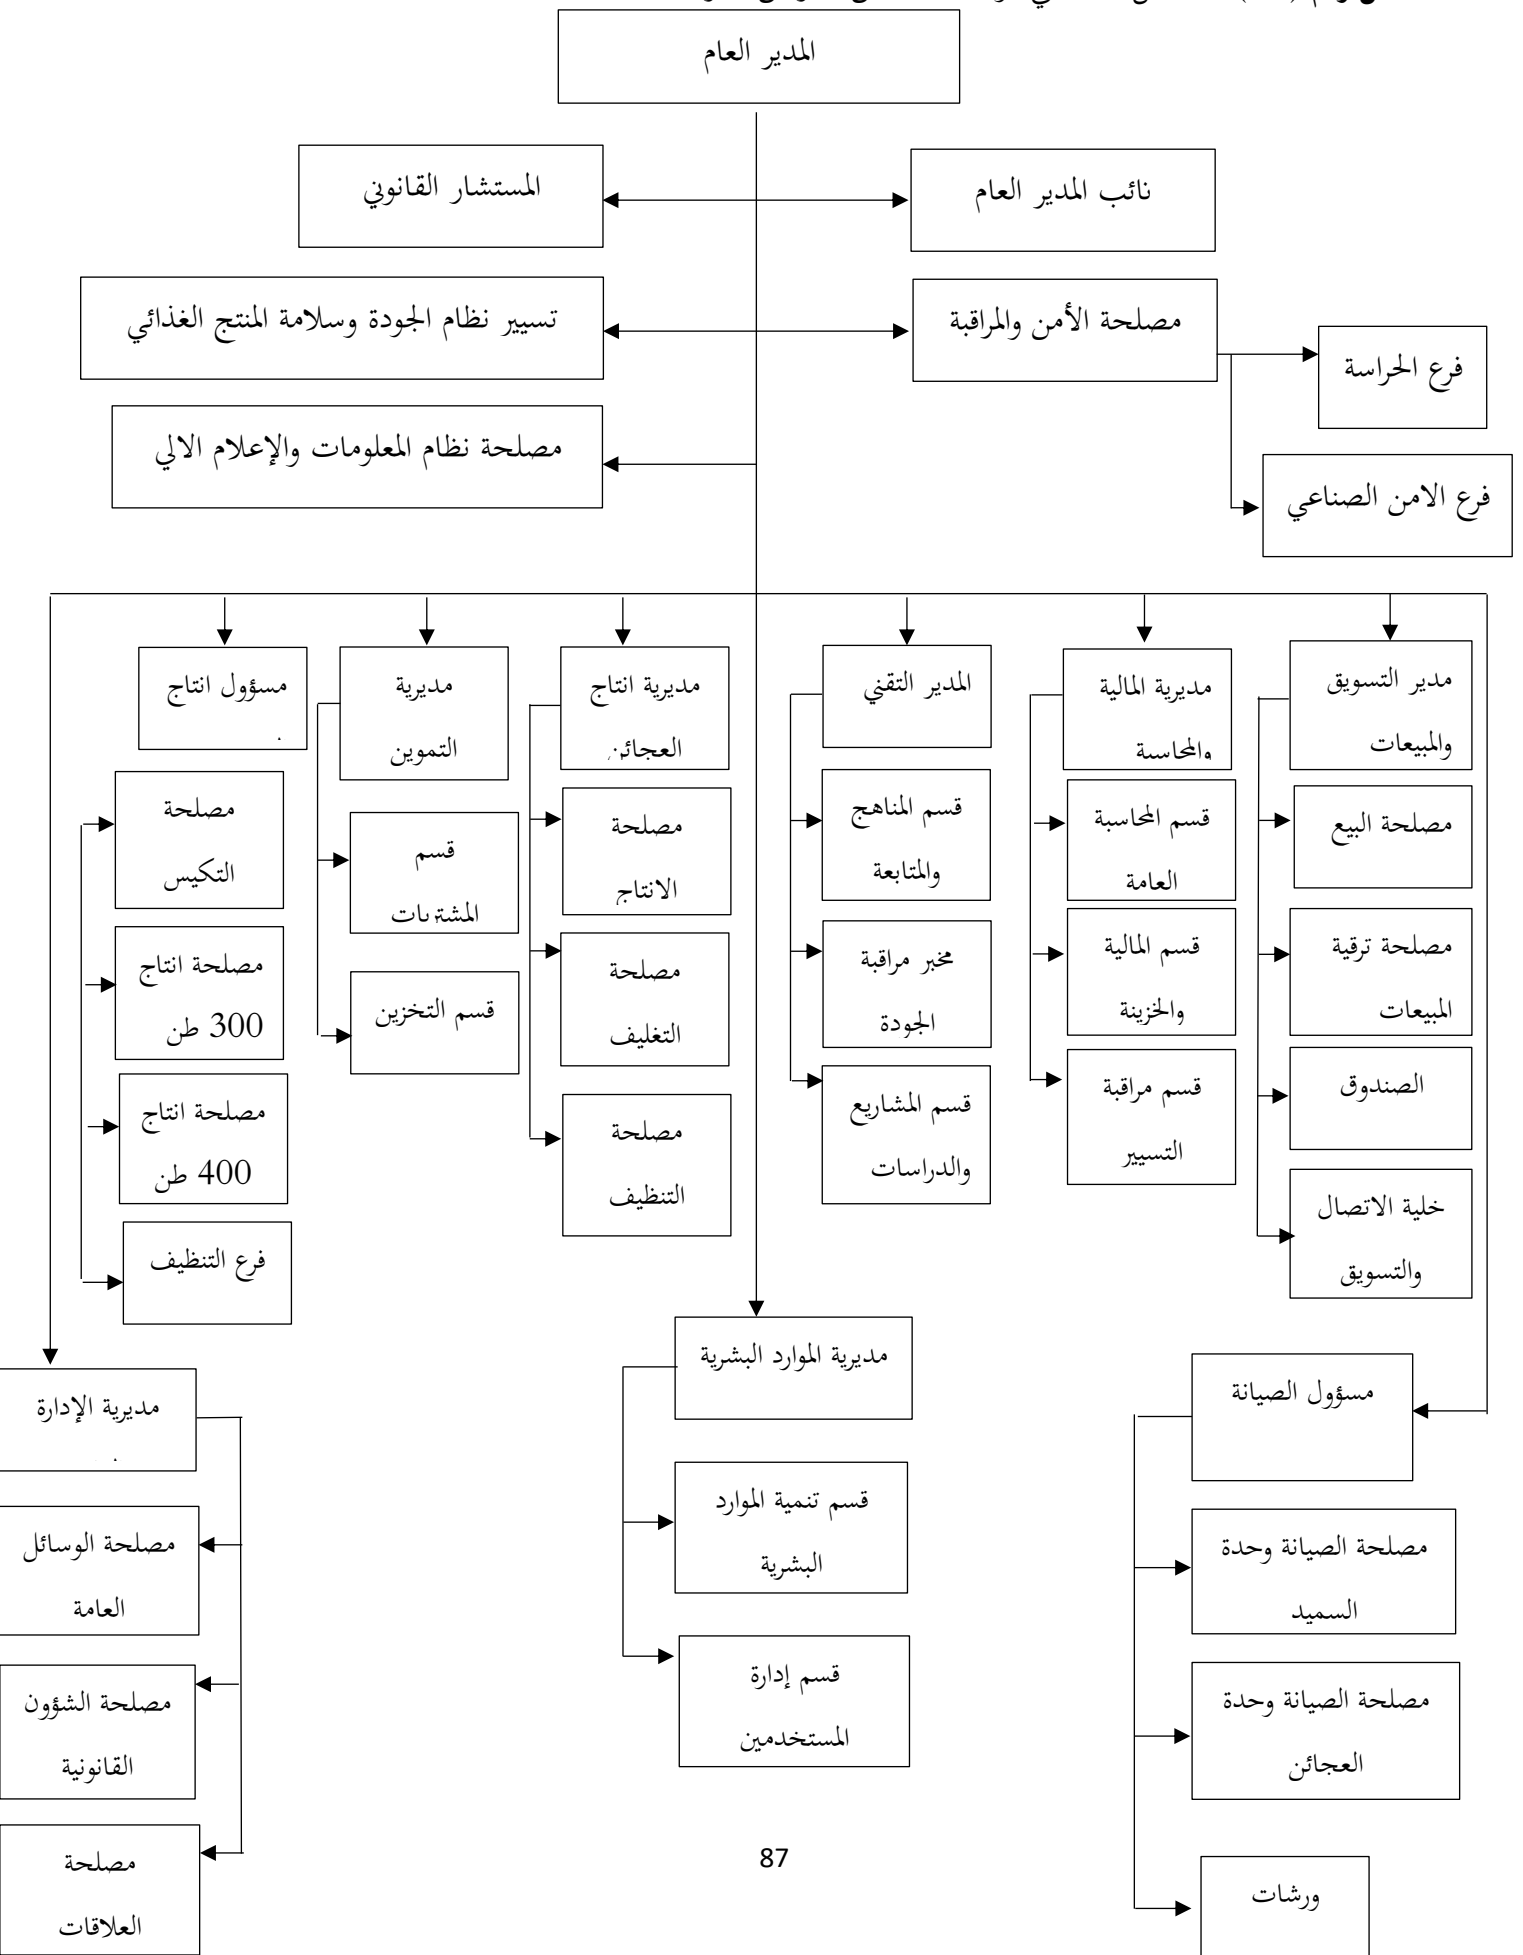 المدير العام
نائب المدير العام
المستشار القانوني
مصلحة الأمن والمراقبة
تسيير نظام الجودة وسلامة المنتج الغذائي
فرع الحراسة
مصلحة نظام المعلومات والإعلام الالي
فرع الامن الصناعي
مدير التسويق
والمبيعات
مصلحة البيع
مصلحة ترقية
المبيعات
الصندوق
خلية الاتصال
والتسويق
مديرية المالية
والمحاسبة
قسم المحاسبة
العامة
قسم المالية
والخزينة
قسم مراقبة
التسيير
المدير التقني
قسم المناهج
والمتابعة
مخبر مراقبة
الجودة
قسم المشاريع
والدراسات
مديرية انتاج
العجائن
مصلحة
الانتاج
مصلحة
التغليف
مصلحة
التنظيف
مديرية
التموين
قسم
المشتريات
قسم التخزين
مسؤول انتاج
مصلحة
التكيس
مصلحة انتاج
300 طن
مصلحة انتاج
400 طن
فرع التنظيف
مسؤول الصيانة
مصلحة الصيانة وحدة
السميد
مصلحة الصيانة وحدة
العجائن
ورشات
مديرية الموارد البشرية
قسم تنمية الموارد
البشرية
قسم إدارة
المستخدمين
مديرية الإدارة
مصلحة الوسائل
العامة
مصلحة الشؤون
القانونية
مصلحة
العلاقات
87